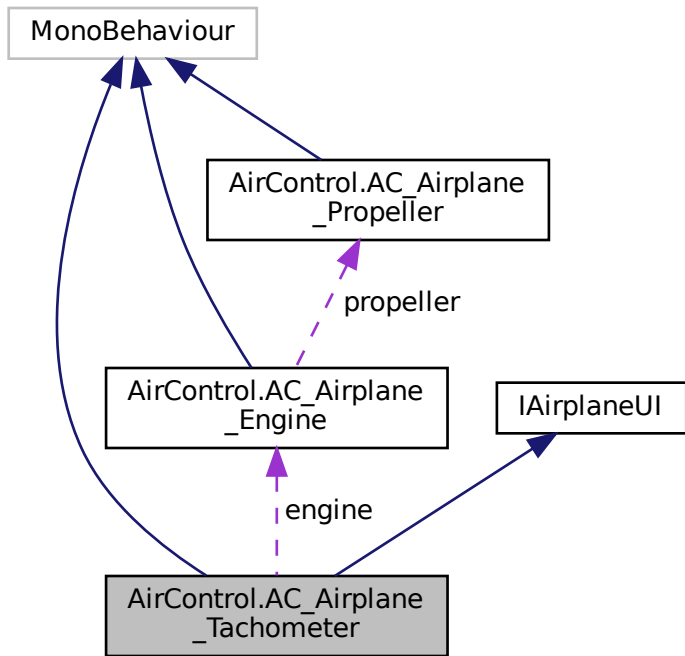 MonoBehaviour
AirControl.AC_Airplane
_Propeller
propeller
AirControl.AC_Airplane
_Engine
IAirplaneUI
engine
AirControl.AC_Airplane
_Tachometer